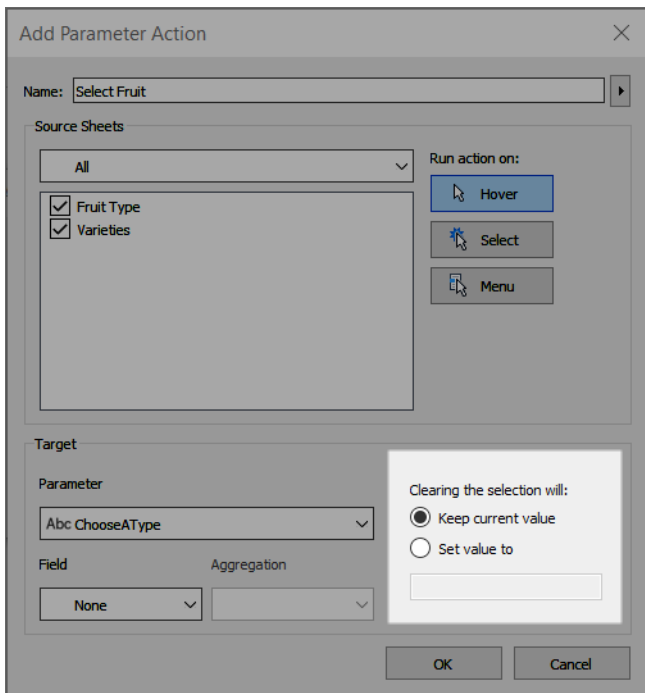 Add Parameter Action
Name: Select Fruit
Source Sheets
All
Fruit Type
Varieties
Run action on:
Hover
Select
Menu
Target
Parameter
Abc ChooseAType
Field
Aggregation
None
Clearing the selection will:
Keep current value
Set value to
OK
Cancel